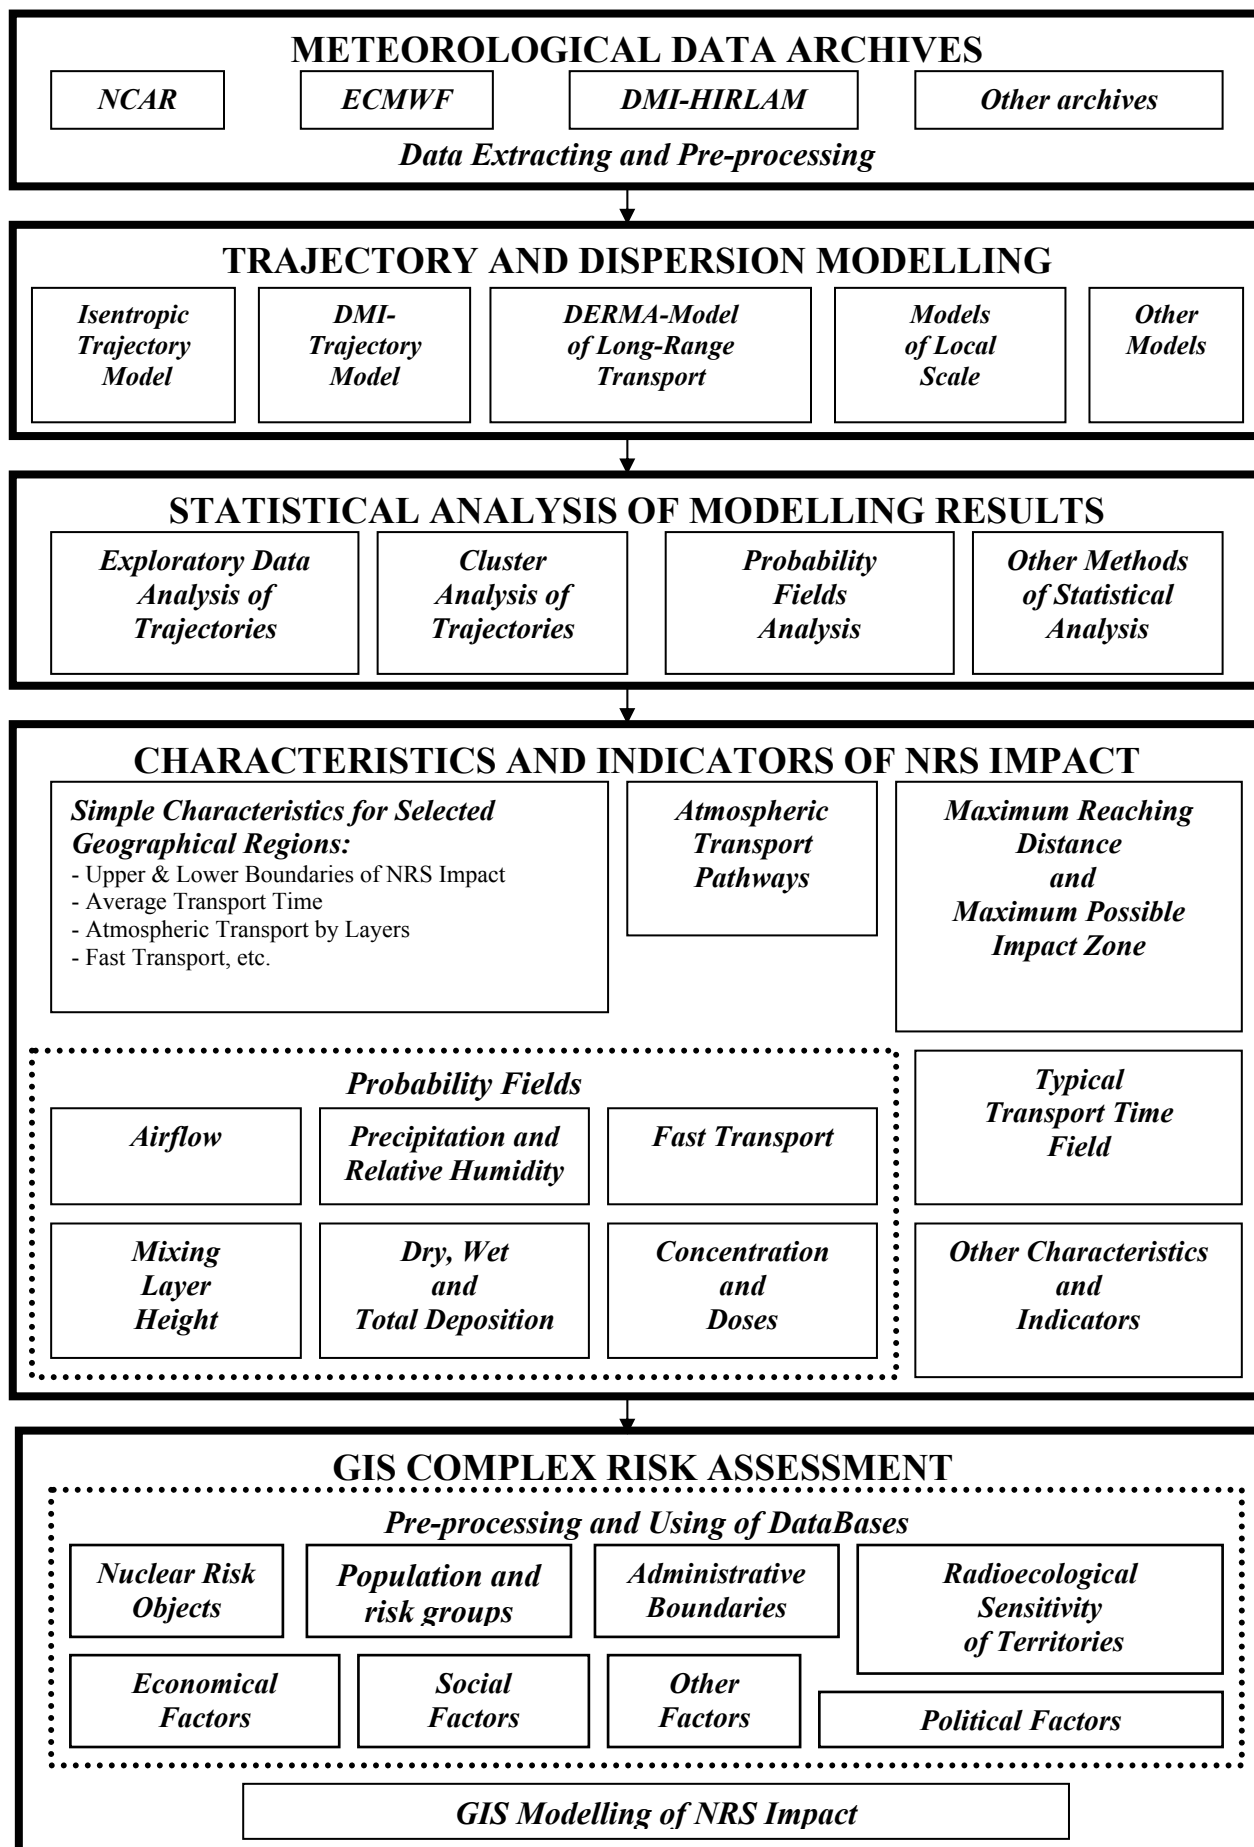 METEOROLOGICAL DATA ARCHIVES
NCAR
ECMWF
DMI-HIRLAM
Other archives
Data Extracting and Pre-processing
TRAJECTORY AND DISPERSION MODELLING
Isentropic
Trajectory
Model
DMI-
Trajectory
Model
DERMA-Model
of Long-Range
Transport
Models
of Local
Scale
Other
Models
STATISTICAL ANALYSIS OF MODELLING RESULTS
Exploratory Data
Analysis of
Trajectories
Cluster
Analysis of
Trajectories
Probability
Fields
Analysis
Other Methods
of Statistical
Analysis
CHARACTERISTICS AND INDICATORS OF NRS IMPACT
Simple Characteristics for Selected
Geographical Regions:
- Upper & Lower Boundaries of NRS Impact
- Average Transport Time
- Atmospheric Transport by Layers
- Fast Transport, etc.
Atmospheric
Transport
Pathways
Maximum Reaching
Distance
and
Maximum Possible
Impact Zone
Probability Fields
Airflow
Precipitation and
Relative Humidity
Fast Transport
Typical
Transport Time
Field
Mixing
Layer
Height
Dry, Wet
and
Total Deposition
Concentration
and
Doses
Other Characteristics
and
Indicators
GIS COMPLEX RISK ASSESSMENT
Pre-processing and Using of DataBases
Nuclear Risk
Objects
Population and
risk groups
Administrative
Boundaries
Radioecological
Sensitivity
of Territories
Economical
Factors
Social
Factors
Other
Factors
Political Factors
GIS Modelling of NRS Impact